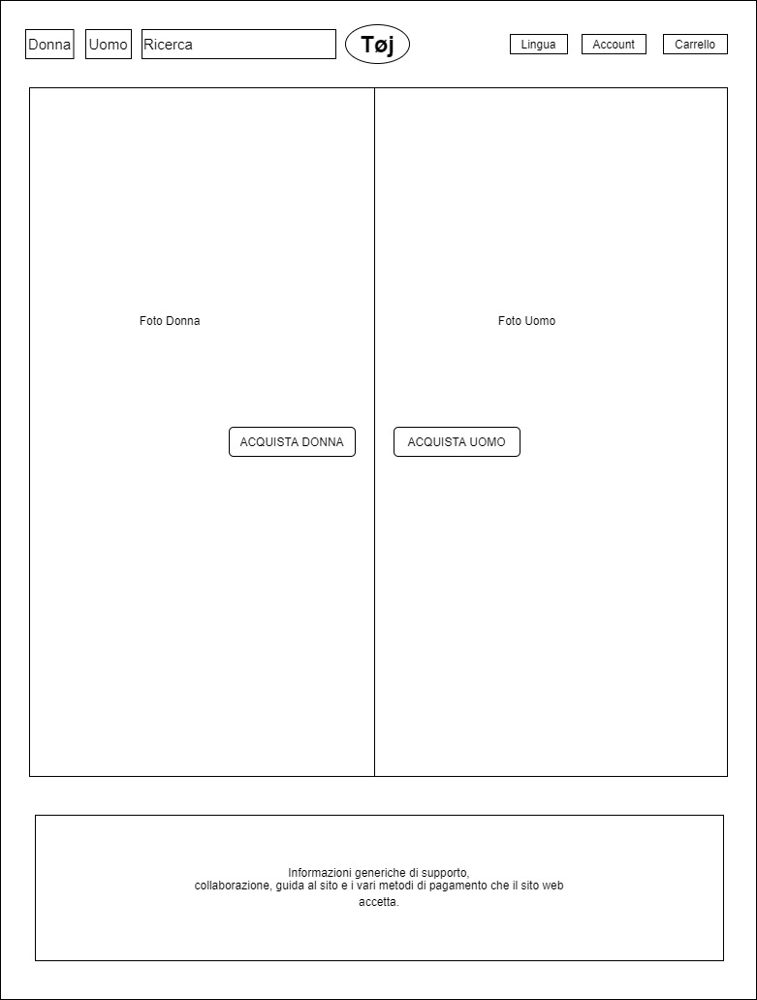 Donna
Uomo
Ricerca
Tøj
Lingua
Account
Carrello
Foto Donna
Foto Uomo
ACQUISTA DONNA
ACQUISTA UOMO
Informazioni generiche di supporto,
collaborazione, guida al sito e i vari metodi di pagamento che il sito web
accetta.